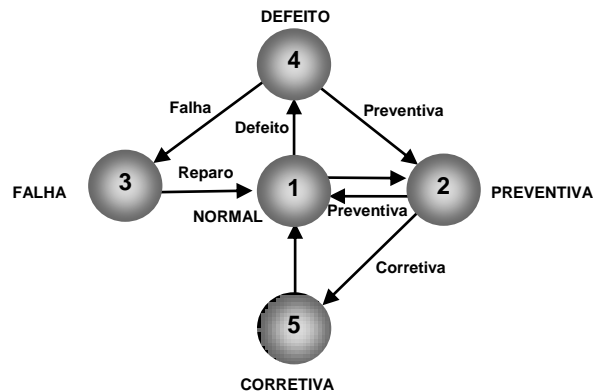 DEFEITO
4
Falha
Preventiva
Defeito
Reparo
3
1
2
FALHA
PREVENTIVA
NORMAL
Preventiva
Corretiva
5
CORRETIVA